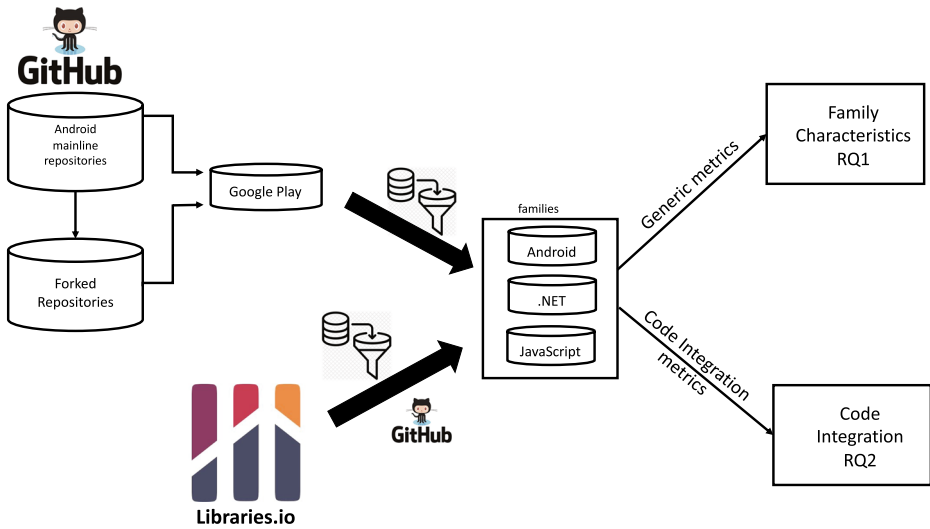 GitHub
Android
mainline
repositories
Google Play
Forked
Repositories
Libraries.io
GitHub
families
Android
.NET
JavaScript
Generic metrics
Code Integration
metrics
Family
Characteristics
RQ1
Code
Integration
RQ2